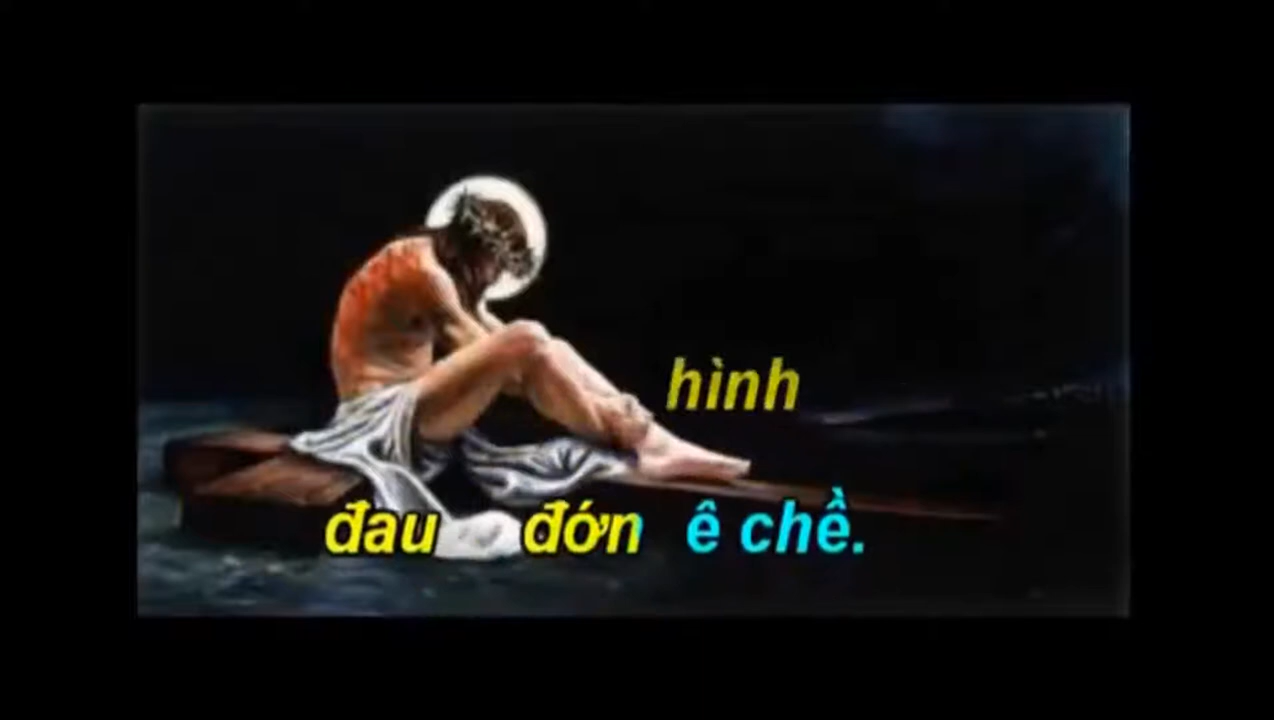 hình
đau đớn ê chề.